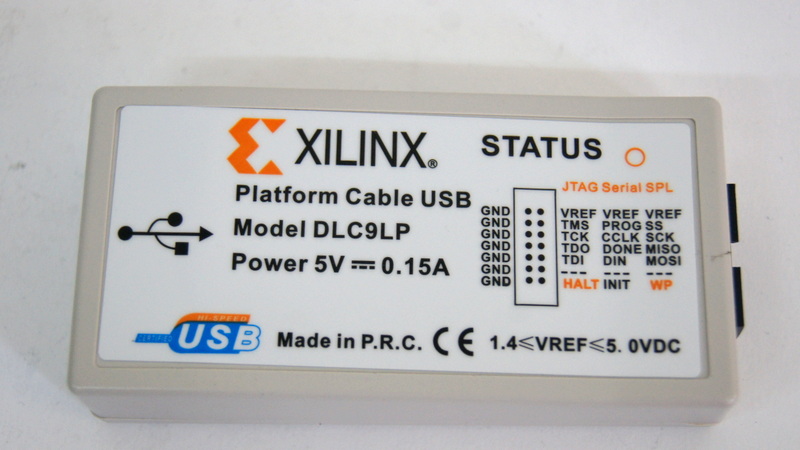 XILINX®
STATUS
Platform Cable USB
Model DLC9LP
Power 5V 0.15A
JTAG Serial SPL
GND VREF VREF VREF
GND TMS PROG SS
GND TCK CCLK SCK
GND TDO DONE MISO
GND TDI DIN MOSI
GND --- --- ---
GND HALT INIT WP
HI-SPEED
USB
Made in P.R.C. CE 1.4≤VREF≤5. 0VDC